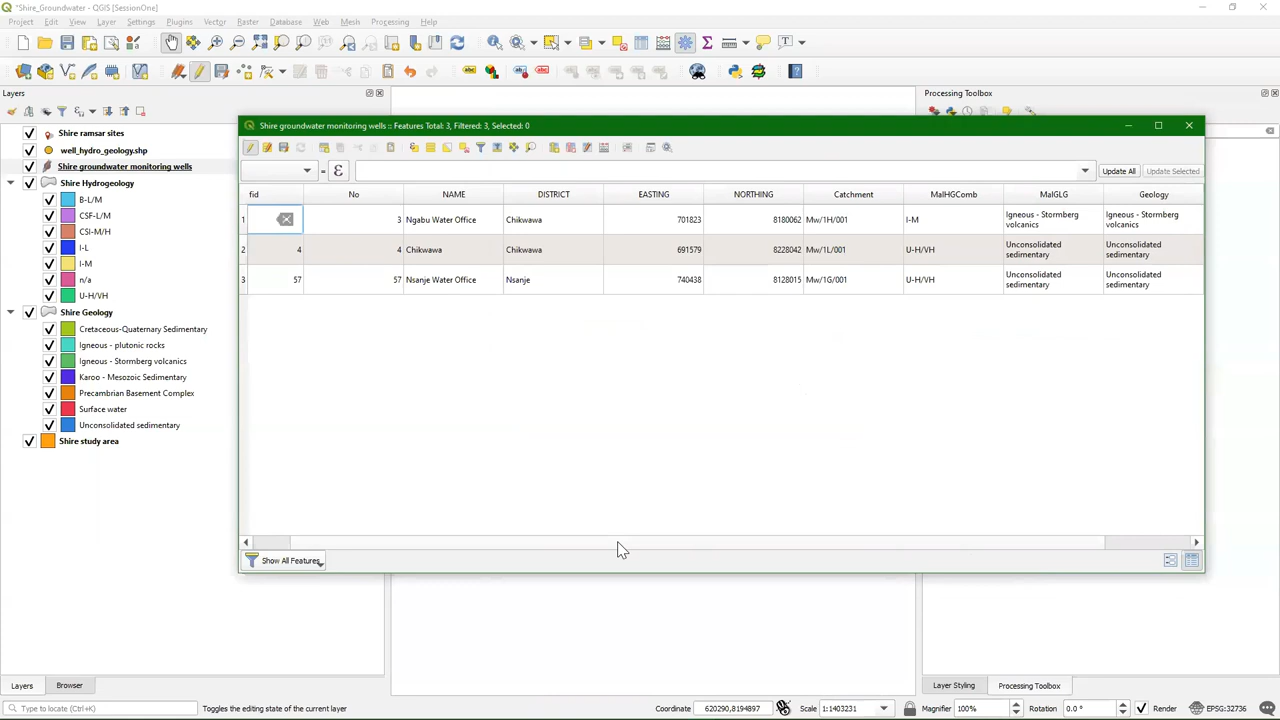 *Shire_Groundwater - QGIS [SessionOne]
Project Edit View Layer Settings Plugins Vector Raster Database Web Mesh Processing Help
Layers
Processing Toolbox
Shire groundwater monitoring wells :: Features Total: 3, Filtered: 3, Selected: 0
Shire ramsar sites
well_hydro_geology.shp
Shire groundwater monitoring wells
Shire Hydrogeology
B-L/M
CSF-L/M
CSI-M/H
I-L
I-M
n/a
U-H/VH
Shire Geology
Cretaceous-Quaternary Sedimentary
Igneous - plutonic rocks
Igneous - Stormberg volcanics
Karoo - Mesozoic Sedimentary
Precambrian Basement Complex
Surface water
Unconsolidated sedimentary
Shire study area
= ε Update All Update Selected
fid No NAME DISTRICT EASTING NORTHING Catchment MalHGComb MalGLG Geology
1 3 Ngabu Water Office Chikwawa 701823 8180062 Mw/1H/001 I-M Igneous - Stormberg volcanics Igneous - Stormberg volcanics
2 4 4 Chikwawa Chikwawa 691579 8228042 Mw/1L/001 U-H/VH Unconsolidated sedimentary Unconsolidated sedimentary
3 57 57 Nsanje Water Office Nsanje 740438 8128015 Mw/1G/001 U-H/VH Unconsolidated sedimentary Unconsolidated sedimentary
Show All Features
Layers Browser
Layer Styling Processing Toolbox
Type to locate (Ctrl+K) Toggles the editing state of the current layer Coordinate 620290,8194897 Scale 1:1403231 Magnifier 100% Rotation 0.0 ° Render EPSG:32736